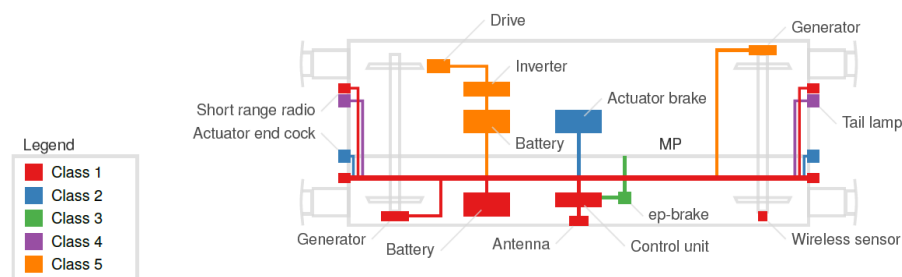 Drive
Generator
Inverter
Short range radio
Actuator brake
Actuator end cock
Tail lamp
Battery
MP
Legend
Class 1
Class 2
Class 3
Class 4
Class 5
Generator
Battery
Antenna
ep-brake
Control unit
Wireless sensor